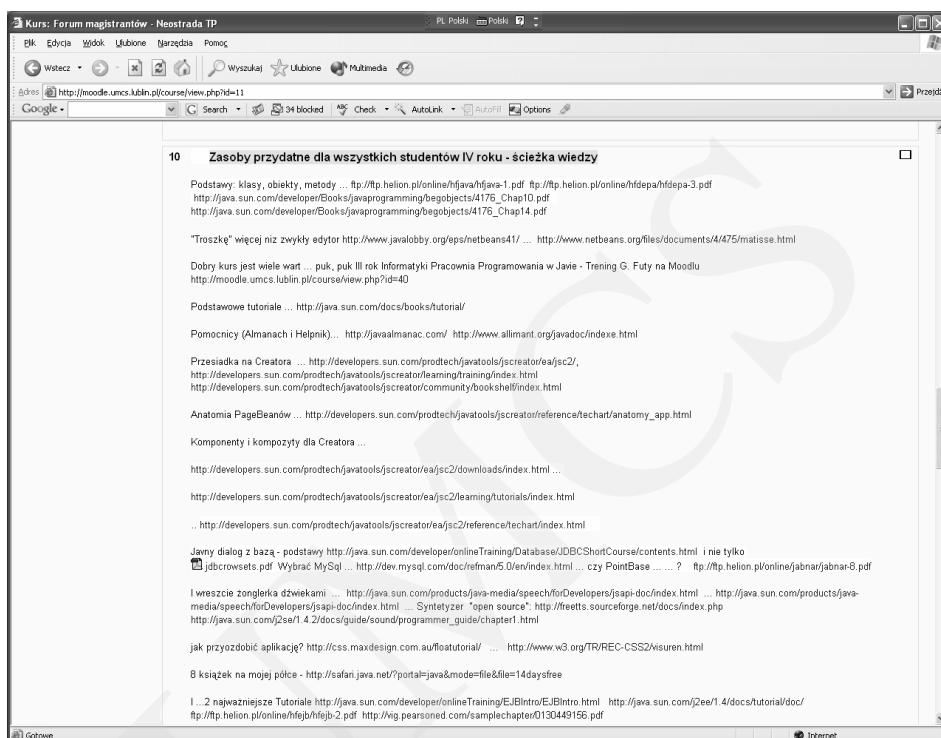 Kurs: Forum magistrantów - Neostrada TP
PL Polski Polski
Plik Edycja Widok Ulubione Narzędzia Pomoc
Wstecz Wyszukaj Ulubione Multimedia
Adres http://moodle.umcs.lublin.pl/course/view.php?id=11 Przejdź
Google Search 34 blocked Check AutoLink AutoFill Options
10 Zasoby przydatne dla wszystkich studentów IV roku - ścieżka wiedzy
Podstawy: klasy, obiekty, metody ... ftp://ftp.helion.pl/online/hfjava/hfjava-1.pdf ftp://ftp.helion.pl/online/hfdepa/hfdepa-3.pdf
http://java.sun.com/developer/Books/javaprogramming/begobjects/4176_Chap10.pdf
http://java.sun.com/developer/Books/javaprogramming/begobjects/4176_Chap14.pdf
"Troszkę" więcej niz zwykły edytor http://www.javalobby.org/eps/netbeans41/ ... http://www.netbeans.org/files/documents/4/475/matisse.html
Dobry kurs jest wiele wart ... puk, puk III rok Informatyki Pracownia Programowania w Javie - Trening G. Futy na Moodlu
http://moodle.umcs.lublin.pl/course/view.php?id=40
Podstawowe tutoriale ... http://java.sun.com/docs/books/tutorial/
Pomocnicy (Almanach i Helpnik)... http://javaalmanac.com/ http://www.allimant.org/javadoc/indexe.html
Przesiadka na Creatora ... http://developers.sun.com/prodtech/javatools/jscreator/ea/jsc2/,
http://developers.sun.com/prodtech/javatools/jscreator/learning/training/index.html
http://developers.sun.com/prodtech/javatools/jscreator/community/bookshelf/index.html
Anatomia PageBeanów ... http://developers.sun.com/prodtech/javatools/jscreator/reference/techart/anatomy_app.html
Komponenty i kompozyty dla Creatora ...
http://developers.sun.com/prodtech/javatools/jscreator/ea/jsc2/downloads/index.html ...
http://developers.sun.com/prodtech/javatools/jscreator/ea/jsc2/learning/tutorials/index.html
.. http://developers.sun.com/prodtech/javatools/jscreator/ea/jsc2/reference/techart/index.html
Javny dialog z bazą - podstawy http://java.sun.com/developer/onlineTraining/Database/JDBCShortCourse/contents.html i nie tylko
jdbcrowsets.pdf Wybrać MySql ... http://dev.mysql.com/doc/refman/5.0/en/index.html ... czy PointBase ... ... ? ftp://ftp.helion.pl/online/jabnar/jabnar-8.pdf
I wreszcie żonglerka dźwiekami ... http://java.sun.com/products/java-media/speech/forDevelopers/jsapi-doc/index.html ... http://java.sun.com/products/java-
media/speech/forDevelopers/jsapi-doc/index.html ... Syntetyzer "open source": http://freetts.sourceforge.net/docs/index.php
http://java.sun.com/j2se/1.4.2/docs/guide/sound/programmer_guide/chapter1.html
jak przyozdobić aplikację? http://css.maxdesign.com.au/floatutorial/ ... http://www.w3.org/TR/REC-CSS2/visuren.html
8 książek na mojej półce - http://safari.java.net/?portal=java&mode=file&file=14daysfree
I ...2 najważniejsze Tutoriale http://java.sun.com/developer/onlineTraining/EJBIntro/EJBIntro.html http://java.sun.com/j2ee/1.4/docs/tutorial/doc/
ftp://ftp.helion.pl/online/hfejb/hfejb-2.pdf http://vig.pearsoned.com/samplechapter/0130449156.pdf
Gotowe Internet
UMCS